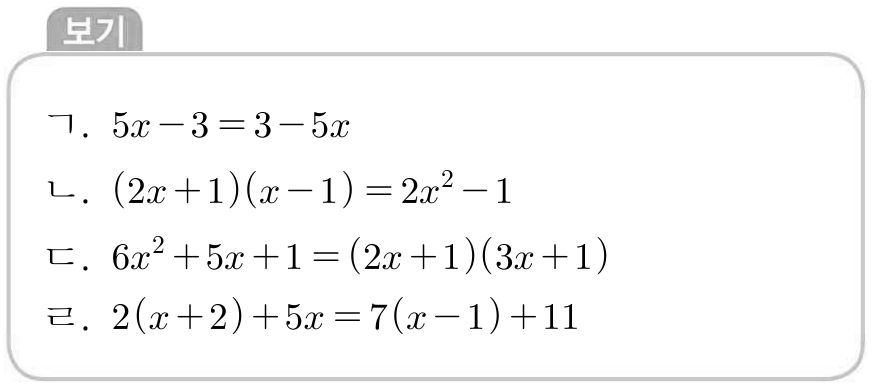 보기
ㄱ. 5x-3=3-5x
ㄴ. (2x+1)(x-1)=2x²-1
ㄷ. 6x²+5x+1=(2x+1)(3x+1)
ㄹ. 2(x+2)+5x=7(x-1)+11